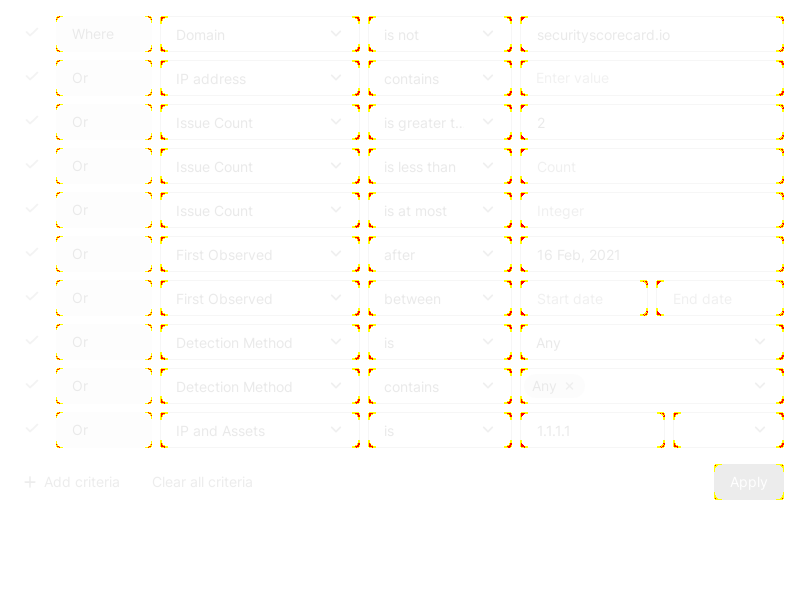 Where Domain is not securityscorecard.io
Or IP address contains Enter value
Or Issue Count is greater t.. 2
Or Issue Count is less than Count
Or Issue Count is at most Integer
Or First Observed after 16 Feb, 2021
Or First Observed between Start date End date
Or Detection Method is Any
Or Detection Method contains Any
Or IP and Assets is 1.1.1.1
Add criteria Clear all criteria Apply